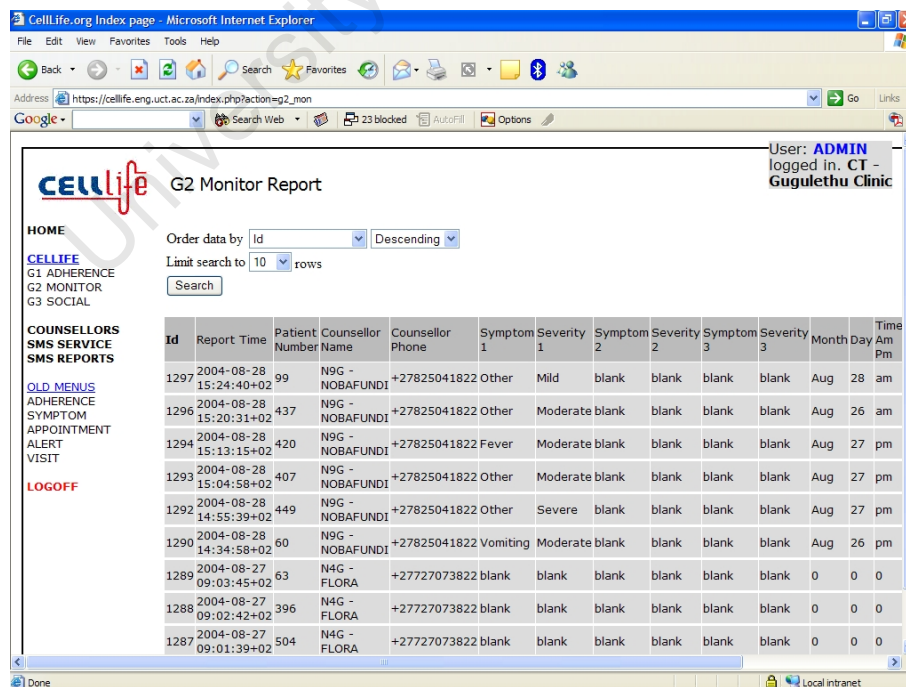 CellLife.org Index page - Microsoft Internet Explorer
File Edit View Favorites Tools Help
Back Search Favorites
Address https://cellife.eng.uct.ac.za/index.php?action=g2_mon Go Links
Google Search Web 23 blocked AutoFill Options
User: ADMIN
logged in. CT -
Gugulethu Clinic
CELLlife G2 Monitor Report
HOME
CELLIFE
G1 ADHERENCE
G2 MONITOR
G3 SOCIAL
COUNSELLORS
SMS SERVICE
SMS REPORTS
OLD MENUS
ADHERENCE
SYMPTOM
APPOINTMENT
ALERT
VISIT
LOGOFF
Order data by Id Descending
Limit search to 10 rows
Search
Id Report Time Patient Number Counsellor Name Counsellor Phone Symptom 1 Severity 1 Symptom 2 Severity 2 Symptom 3 Severity 3 Month Day Time Am Pm
1297 2004-08-28 15:24:40+02 99 N9G - NOBAFUNDI +27825041822 Other Mild blank blank blank blank Aug 28 am
1296 2004-08-28 15:20:31+02 437 N9G - NOBAFUNDI +27825041822 Other Moderate blank blank blank blank Aug 26 am
1294 2004-08-28 15:13:15+02 420 N9G - NOBAFUNDI +27825041822 Fever Moderate blank blank blank blank Aug 27 pm
1293 2004-08-28 15:04:58+02 407 N9G - NOBAFUNDI +27825041822 Other Moderate blank blank blank blank Aug 27 pm
1292 2004-08-28 14:55:39+02 449 N9G - NOBAFUNDI +27825041822 Other Severe blank blank blank blank Aug 27 pm
1290 2004-08-28 14:34:58+02 60 N9G - NOBAFUNDI +27825041822 Vomiting Moderate blank blank blank blank Aug 26 pm
1289 2004-08-27 09:03:45+02 63 N4G - FLORA +27727073822 blank blank blank blank blank blank 0 0 0
1288 2004-08-27 09:02:42+02 396 N4G - FLORA +27727073822 blank blank blank blank blank blank 0 0 0
1287 2004-08-27 09:01:39+02 504 N4G - FLORA +27727073822 blank blank blank blank blank blank 0 0 0
Done Local intranet
University